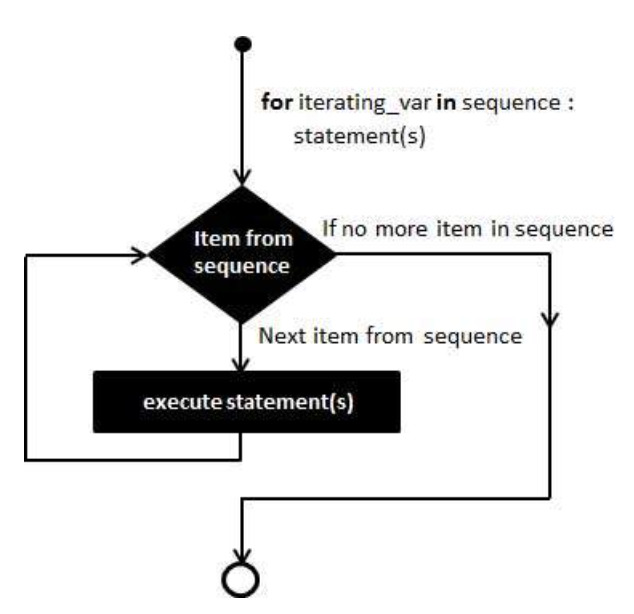 for iterating_var in sequence :
statement(s)
If no more item in sequence
Item from
sequence
Next item from sequence
execute statement(s)